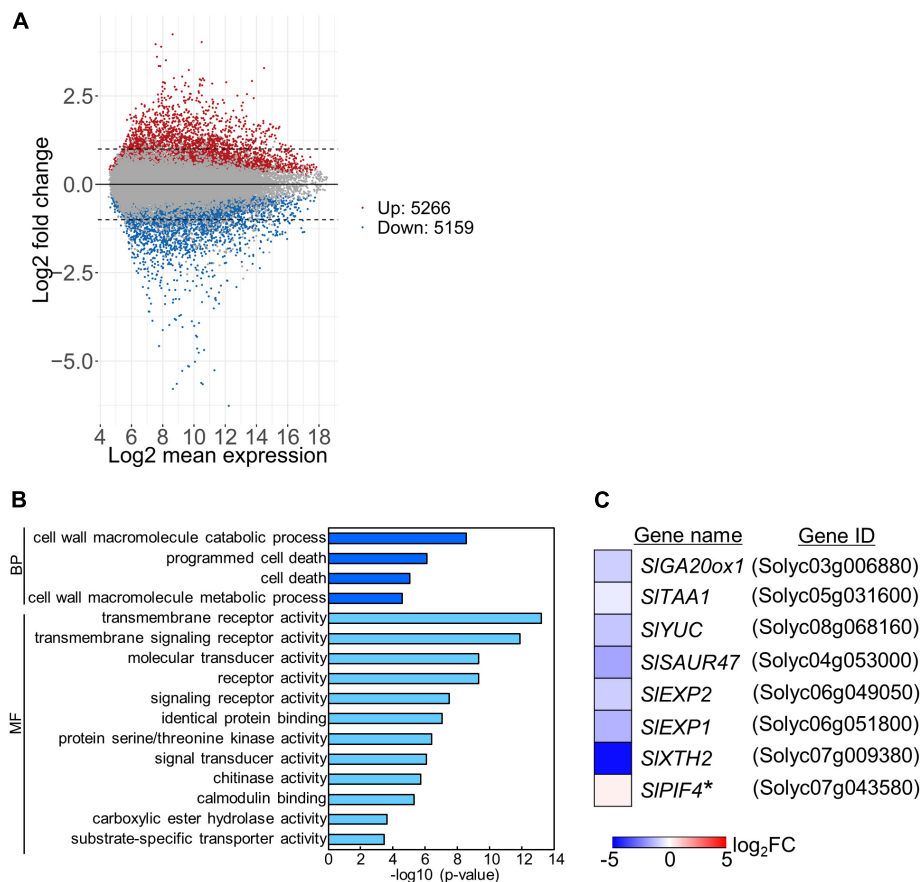 A
2.5
0.0
−2.5
−5.0
Log2 fold change
4 6 8 10 12 14 16 18
Log2 mean expression
Up: 5266
Down: 5159
B
BP
cell wall macromolecule catabolic process
programmed cell death
cell death
cell wall macromolecule metabolic process
MF
transmembrane receptor activity
transmembrane signaling receptor activity
molecular transducer activity
receptor activity
signaling receptor activity
identical protein binding
protein serine/threonine kinase activity
signal transducer activity
chitinase activity
calmodulin binding
carboxylic ester hydrolase activity
substrate-specific transporter activity
0 2 4 6 8 10 12 14
-log10 (p-value)
C
Gene name Gene ID
SlGA20ox1 (Solyc03g006880)
SlTAA1 (Solyc05g031600)
SlYUC (Solyc08g068160)
SlSAUR47 (Solyc04g053000)
SlEXP2 (Solyc06g049050)
SlEXP1 (Solyc06g051800)
SlXTH2 (Solyc07g009380)
SlPIF4* (Solyc07g043580)
-5 0 5 log2FC